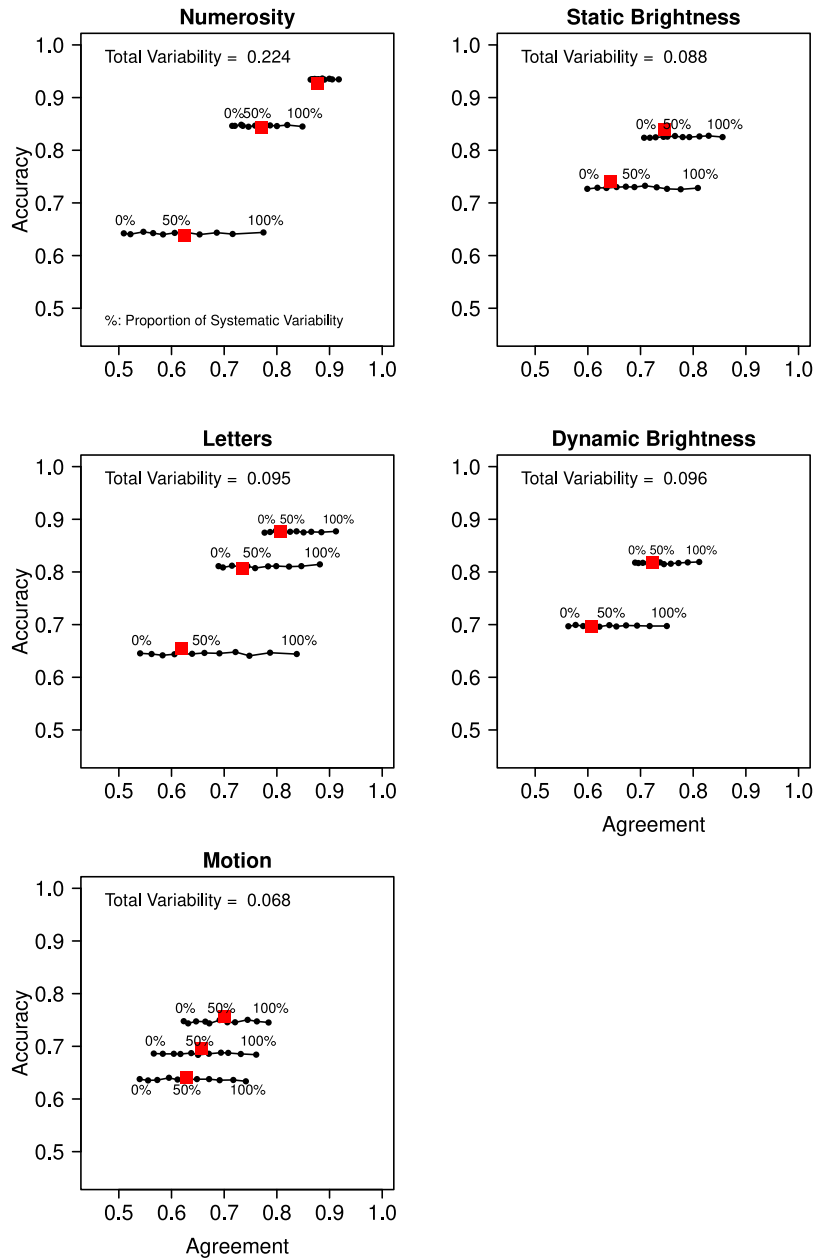 Numerosity
Total Variability = 0.224
0% 50% 100%
0% 50% 100%
%: Proportion of Systematic Variability
1.0
0.9
0.8
0.7
0.6
0.5
Accuracy
0.5 0.6 0.7 0.8 0.9 1.0
Static Brightness
Total Variability = 0.088
0% 50% 100%
0% 50% 100%
1.0
0.9
0.8
0.7
0.6
0.5
0.5 0.6 0.7 0.8 0.9 1.0
Letters
Total Variability = 0.095
0% 50% 100%
0% 50% 100%
0% 50% 100%
1.0
0.9
0.8
0.7
0.6
0.5
Accuracy
0.5 0.6 0.7 0.8 0.9 1.0
Dynamic Brightness
Total Variability = 0.096
0% 50% 100%
0% 50% 100%
1.0
0.9
0.8
0.7
0.6
0.5
0.5 0.6 0.7 0.8 0.9 1.0
Agreement
Motion
Total Variability = 0.068
0% 50% 100%
0% 50% 100%
0% 50% 100%
1.0
0.9
0.8
0.7
0.6
0.5
Accuracy
0.5 0.6 0.7 0.8 0.9 1.0
Agreement